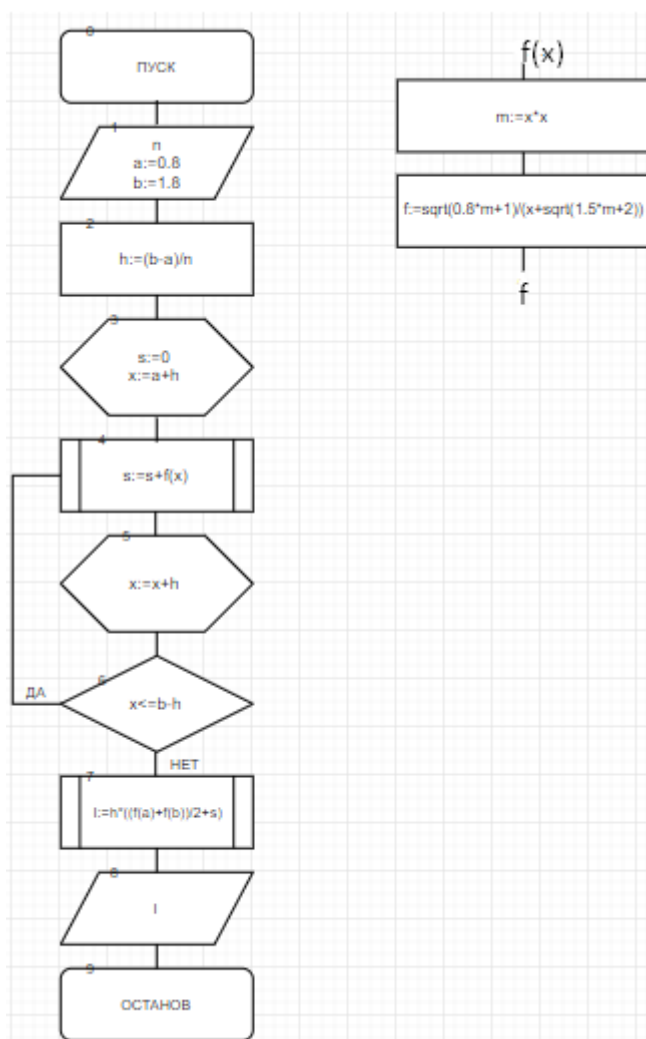 0
ПУСК
1
n
a:=0.8
b:=1.8
2
h:=(b-a)/n
3
s:=0
x:=a+h
4
s:=s+f(x)
5
x:=x+h
6
x<=b-h
ДА
НЕТ
7
I:=h*((f(a)+f(b))/2+s)
8
I
9
ОСТАНОВ
f(x)
m:=x*x
f:=sqrt(0.8*m+1)/(x+sqrt(1.5*m+2))
f